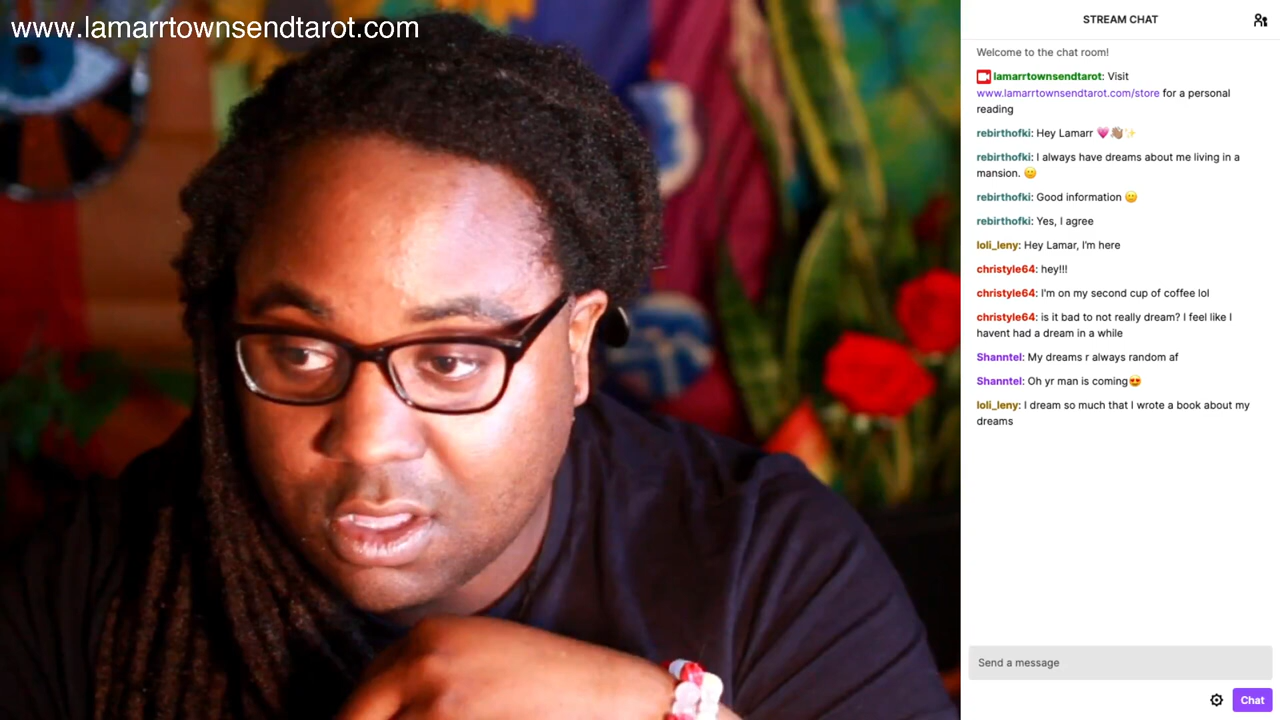 www.lamarrtownsendtarot.com
STREAM CHAT
Welcome to the chat room!
lamarrtownsendtarot: Visit
www.lamarrtownsendtarot.com/store for a personal
reading
rebirthofki: Hey Lamarr 💗👋🏽✨
rebirthofki: I always have dreams about me living in a
mansion. 🙂
rebirthofki: Good information 🙂
rebirthofki: Yes, I agree
loli_leny: Hey Lamar, I'm here
christyle64: hey!!!
christyle64: I'm on my second cup of coffee lol
christyle64: is it bad to not really dream? I feel like I
havent had a dream in a while
Shanntel: My dreams r always random af
Shanntel: Oh yr man is coming😍
loli_leny: I dream so much that I wrote a book about my
dreams
Send a message
Chat